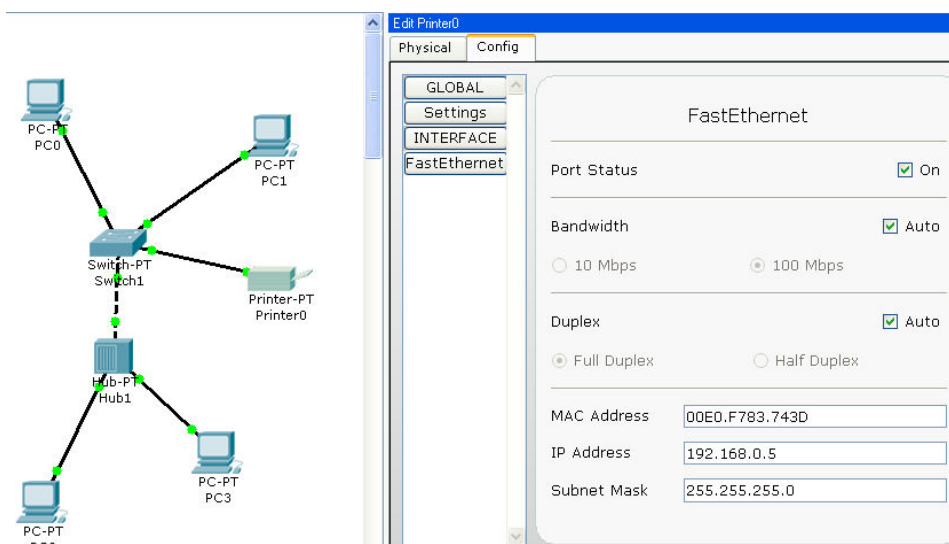 PC-PT
PC0
PC-PT
PC1
Switch-PT
Switch1
Printer-PT
Printer0
Hub-PT
Hub1
PC-PT
PC3
PC-PT
Edit Printer0
Physical Config
GLOBAL
Settings
INTERFACE
FastEthernet
FastEthernet
Port Status On
Bandwidth Auto
10 Mbps 100 Mbps
Duplex Auto
Full Duplex Half Duplex
MAC Address 00E0.F783.743D
IP Address 192.168.0.5
Subnet Mask 255.255.255.0